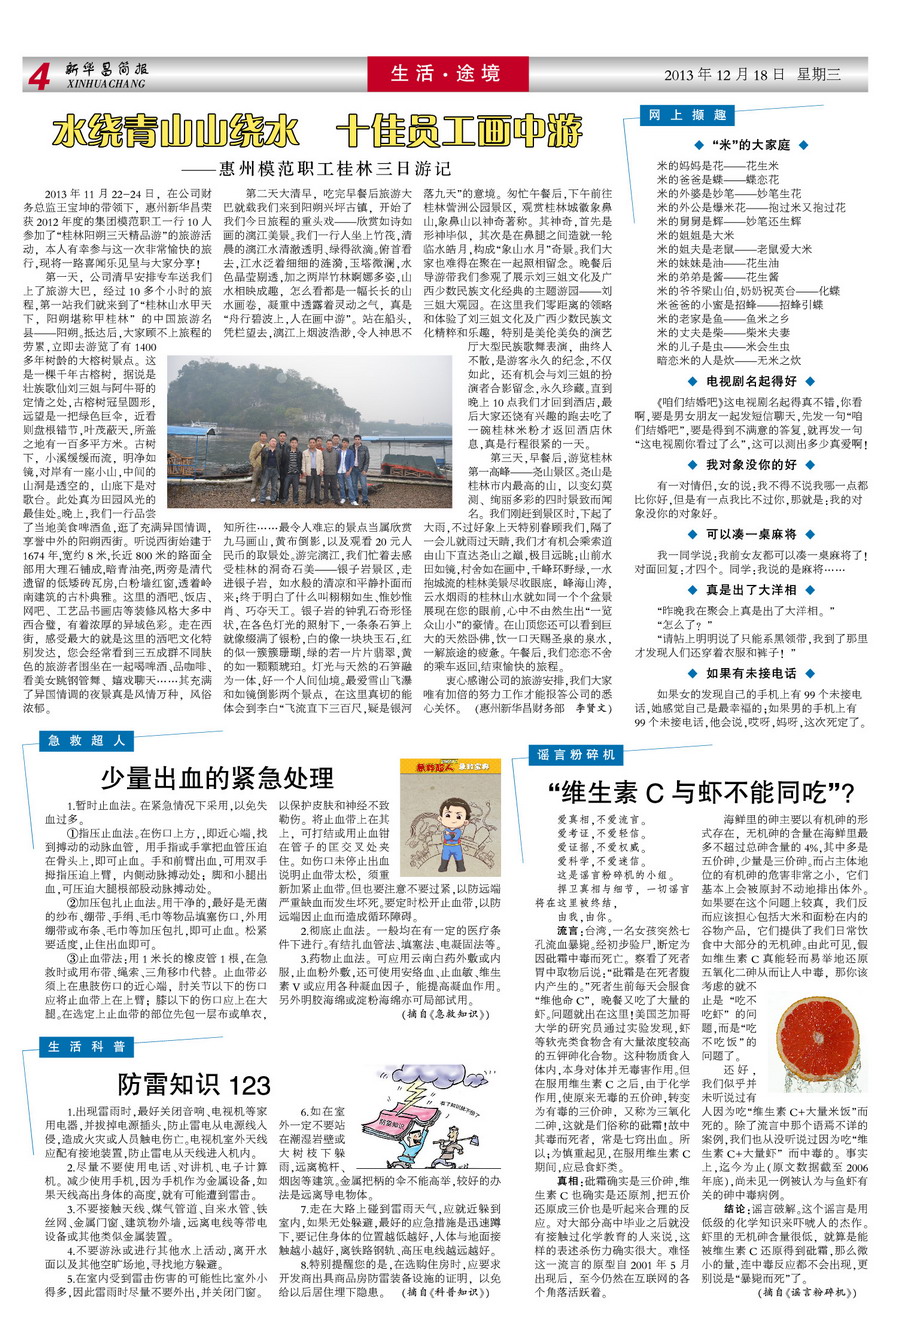 4
新华昌简报
XINHUACHANG
生活·途境
2013 年 12 月 18 日 星期三
水绕青山山绕水 十佳员工画中游
——惠州模范职工桂林三日游记
2013 年 11 月 22-24 日，在公司财
务总监王宝坤的带领下，惠州新华昌荣
获 2012 年度的集团模范职工一行 10 人
参加了“桂林阳朔三天精品游”的旅游活
动，本人有幸参与这一次非常愉快的旅
行,现将一路喜闻乐见呈与大家分享！
第一天，公司清早安排专车送我们
上了旅游大巴，经过 10 多个小时的旅
程,第一站我们就来到了“桂林山水甲天
下，阳朔堪称甲桂林”的中国旅游名
县——阳朔。抵达后,大家顾不上旅程的
劳累,立即去游览了有 1400
多年树龄的大榕树景点。这
是一棵千年古榕树，据说是
壮族歌仙刘三姐与阿牛哥的
定情之处,古榕树冠呈圆形，
远望是一把绿色巨伞，近看
则盘根错节,叶茂蔽天,所盖
之地有一百多平方米。古树
下，小溪缓缓而流，明净如
镜,对岸有一座小山,中间的
山洞是透空的，山底下是对
歌台。此处真为田园风光的
最佳处。晚上,我们一行品尝
了当地美食啤酒鱼,逛了充满异国情调，
享誉中外的阳朔西街。听说西街始建于
1674 年,宽约 8 米,长近 800 米的路面全
部用大理石铺成,暗青油亮,两旁是清代
遗留的低矮砖瓦房,白粉墙红窗,透着岭
南建筑的古朴典雅。这里的酒吧、饭店、
网吧、工艺品书画店等装修风格大多中
西合璧，有着浓厚的异域色彩。走在西
街，感受最大的就是这里的酒吧文化特
别发达，您会经常看到三五成群不同肤
色的旅游者围坐在一起喝啤酒、品咖啡、
看美女跳钢管舞、嬉戏聊天……其充满
了异国情调的夜景真是风情万种，风俗
浓郁。
第二天大清早，吃完早餐后旅游大
巴就载我们来到阳朔兴坪古镇，开始了
我们今日旅程的重头戏——欣赏如诗如
画的漓江美景。我们一行人坐上竹筏,清
晨的漓江水清澈透明、绿得欲滴。俯首看
去,江水泛着细细的涟漪,玉塔微澜,水
色晶莹剔透,加之两岸竹林婀娜多姿,山
水相映成趣，怎么看都是一幅长长的山
水画卷，凝重中透露着灵动之气，真是
“舟行碧波上,人在画中游”。站在船头，
凭栏望去,漓江上烟波浩渺,令人神思不
知所往……最令人难忘的景点当属欣赏
九马画山,黄布倒影,以及观看 20 元人
民币的取景处。游完漓江,我们忙着去感
受桂林的洞奇石美——银子岩景区,走
进银子岩，如水般的清凉和平静扑面而
来;终于明白了什么叫栩栩如生、惟妙惟
肖、巧夺天工。银子岩的钟乳石奇形怪
状,在各色灯光的照射下,一条条石笋上
就像缀满了银粉,白的像一块块玉石,红
的似一簇簇珊瑚,绿的若一片片翡翠,黄
的如一颗颗琥珀。灯光与天然的石笋融
为一体,好一个人间仙境。最爱雪山飞瀑
和如镜倒影两个景点，在这里真切的能
体会到李白“飞流直下三百尺,疑是银河
落九天”的意境。匆忙午餐后,下午前往
桂林訾洲公园景区，观赏桂林城徽象鼻
山,象鼻山以神奇著称。其神奇,首先是
形神毕似，其次是在鼻腿之间造就一轮
临水皓月,构成“象山水月”奇景。我们大
家也难得在聚在一起照相留念。晚餐后
导游带我们参观了展示刘三姐文化及广
西少数民族文化经典的主题游园——刘
三姐大观园。在这里我们零距离的领略
和体验了刘三姐文化及广西少数民族文
化精粹和乐趣，特别是美伦美奂的演艺
厅大型民族歌舞表演，曲终人
不散,是游客永久的纪念,不仅
如此，还有机会与刘三姐的扮
演者合影留念,永久珍藏。直到
晚上 10 点我们才回到酒店,最
后大家还饶有兴趣的跑去吃了
一碗桂林米粉才返回酒店休
息,真是行程很紧的一天。
第三天,早餐后,游览桂林
第一高峰——尧山景区。尧山是
桂林市内最高的山，以变幻莫
测、绚丽多彩的四时景致而闻
名。我们刚赶到景区时,下起了
大雨,不过好象上天特别眷顾我们,隔了
一会儿就雨过天晴,我们才有机会乘索道
由山下直达尧山之巅,极目远眺:山前水
田如镜,村舍如在画中,千峰环野绿,一水
抱城流的桂林美景尽收眼底，峰海山涛，
云水烟雨的桂林山水就如同一个个盆景
展现在您的眼前,心中不由然生出“一览
众山小”的豪情。在山顶您还可以看到巨
大的天然卧佛,饮一口天赐圣泉的泉水，
一解旅途的疲惫。午餐后,我们恋恋不舍
的乘车返回,结束愉快的旅程。
衷心感谢公司的旅游安排,我们大家
唯有加倍的努力工作才能报答公司的悉
心关怀。 (惠州新华昌财务部 李贤文)
网上撷趣
◆ “米”的大家庭 ◆
米的妈妈是花——花生米
米的爸爸是蝶——蝶恋花
米的外婆是妙笔——妙笔生花
米的外公是爆米花——抱过米又抱过花
米的舅舅是辉——妙笔还生辉
米的姐姐是大米
米的姐夫是老鼠——老鼠爱大米
米的妹妹是油——花生油
米的弟弟是酱——花生酱
米的爷爷梁山伯,奶奶祝英台——化蝶
米爸爸的小蜜是招蜂——招蜂引蝶
米的老家是鱼——鱼米之乡
米的丈夫是柴——柴米夫妻
米的儿子是虫——米会生虫
暗恋米的人是炊——无米之炊
◆ 电视剧名起得好 ◆
《咱们结婚吧》这电视剧名起得真不错,你看
啊,要是男女朋友一起发短信聊天,先发一句“咱
们结婚吧”,要是得到不满意的答复,就再发一句
“这电视剧你看过了么”,这可以测出多少真爱啊！
◆ 我对象没你的好 ◆
有一对情侣,女的说:我不得不说我哪一点都
比你好,但是有一点我比不过你,那就是:我的对
象没你的对象好。
◆ 可以凑一桌麻将 ◆
我一同学说:我前女友都可以凑一桌麻将了！
对面回复:才四个。同学:我说的是麻将……
◆ 真是出了大洋相 ◆
“昨晚我在聚会上真是出了大洋相。”
“怎么了？”
“请帖上明明说了只能系黑领带,我到了那里
才发现人们还穿着衣服和裤子！”
◆ 如果有未接电话 ◆
如果女的发现自己的手机上有 99 个未接电
话,她感觉自己是最幸福的;如果男的手机上有
99 个未接电话,他会说,哎呀,妈呀,这次死定了。
急救超人
少量出血的紧急处理
1.暂时止血法。在紧急情况下采用,以免失
血过多。
①指压止血法。在伤口上方,,即近心端,找
到搏动的动脉血管，用手指或手掌把血管压迫
在骨头上,即可止血。手和前臂出血,可用双手
拇指压迫上臂，内侧动脉搏动处；脚和小腿出
血,可压迫大腿根部股动脉搏动处。
②加压包扎止血法。用干净的,最好是无菌
的纱布、绷带、手绢、毛巾等物品填塞伤口,外用
绷带或布条、毛巾等加压包扎,即可止血。松紧
要适度,止住出血即可。
③止血带法:用 1 米长的橡皮管 1 根,在急
救时或用布带、绳索、三角移巾代替。止血带必
须上在患肢伤口的近心端，肘关节以下的伤口
应将止血带上在上臂；膝以下的伤口应上在大
腿。在选定上止血带的部位先包一层布或单衣，
以保护皮肤和神经不致
勒伤。将止血带上在其
上，可打结或用止血钳
在管子的匡交叉处夹
住。如伤口未停止出血
说明止血带太松，须重
新加紧止血带。但也要注意不要过紧,以防远端
严重缺血而发生坏死。要定时松开止血带,以防
远端因止血而造成循环障碍。
2.彻底止血法。一般均在有一定的医疗条
件下进行。有结扎血管法、填塞法、电凝固法等。
3.药物止血法。可应用云南白药外敷或内
服,止血粉外敷,还可使用安络血、止血敏、维生
素 V 或应用各种凝血因子，能提高凝血作用。
另外明胶海绵或淀粉海绵亦可局部试用。
(摘自《急救知识》)
急救超人
生活科普
防雷知识 123
1.出现雷雨时,最好关闭音响、电视机等家
用电器,并拔掉电源插头,防止雷电从电源线入
侵,造成火灾或人员触电伤亡。电视机室外天线
应配有接地装置,防止雷电从天线进入机内。
2.尽量不要使用电话、对讲机、电子计算
机。减少使用手机,因为手机作为金属设备,如
果天线高出身体的高度,就有可能遭到雷击。
3.不要接触天线、煤气管道、自来水管、铁
丝网、金属门窗、建筑物外墙,远离电线等带电
设备或其他类似金属装置。
4.不要游泳或进行其他水上活动,离开水
面以及其他空旷场地,寻找地方躲避。
5.在室内受到雷击伤害的可能性比室外小
得多,因此雷雨时尽量不要外出,并关闭门窗。
6.如在室
外一定不要站
在潮湿岩壁或
大树枝下躲
雨,远离桅杆、
烟囱等建筑。金属把柄的伞不能高举,较好的办
法是远离导电物体。
7.走在大路上碰到雷雨天气,应就近躲到
室内,如果无处躲避,最好的应急措施是迅速蹲
下,要记住身体的位置越低越好,人体与地面接
触越小越好,离铁路钢轨、高压电线越远越好。
8.特别提醒您的是,在选购住房时,应要求
开发商出具商品房防雷装备设施的证明，以免
给以后居住埋下隐患。 (摘自《科普知识》)
防雷知识
谣言粉碎机
“维生素 C 与虾不能同吃”?
爱真相,不爱流言。
爱考证,不爱轻信。
爱证据,不爱权威。
爱科学,不爱迷信。
这是谣言粉碎机的小组。
捍卫真相与细节，一切谣言
将在这里被终结，
由我,由你。
流言:台湾,一名女孩突然七
孔流血暴毙。经初步验尸,断定为
因砒霜中毒而死亡。察看了死者
胃中取物后说:“砒霜是在死者腹
内产生的。”死者生前每天会服食
“维他命 C”，晚餐又吃了大量的
虾。问题就出在这里！美国芝加哥
大学的研究员通过实验发现,虾
等软壳类食物含有大量浓度较高
的五钾砷化合物。这种物质食入
体内,本身对体并无毒害作用。但
在服用维生素 C 之后,由于化学
作用,使原来无毒的五价砷,转变
为有毒的三价砷，又称为三氧化
二砷,这就是们俗称的砒霜！故中
其毒而死者，常是七窍出血。所
以:为慎重起见,在服用维生素 C
期间,应忌食虾类。
真相:砒霜确实是三价砷,维
生素 C 也确实是还原剂,把五价
还原成三价也是听起来合理的反
应。对大部分高中毕业之后就没
有接触过化学教育的人来说,这
样的表述杀伤力确实很大。难怪
这一流言的原型自 2001 年 5 月
出现后，至今仍然在互联网的各
个角落活跃着。
海鲜里的砷主要以有机砷的形
式存在，无机砷的含量在海鲜里最
多不超过总砷含量的 4%,其中多是
五价砷,少量是三价砷。而占主体地
位的有机砷的危害非常之小，它们
基本上会被原封不动地排出体外。
如果要在这个问题上较真，我们反
而应该担心包括大米和面粉在内的
谷物产品，它们提供了我们日常饮
食中大部分的无机砷。由此可见,假
如维生素 C 真能轻而易举地还原
五氧化二砷从而让人中毒，那你该
考虑的就不
止是“吃不
吃虾”的问
题,而是“吃
不吃饭”的
问题了。
还好，
我们似乎并
未听说过有
人因为吃“维生素 C+大量米饭”而
死的。除了流言中那个语焉不详的
案例,我们也从没听说过因为吃“维
生素 C+大量虾”而中毒的。事实
上,迄今为止(原文数据截至 2006
年底),尚未见一例被认为与鱼虾有
关的砷中毒病例。
结论:谣言破解。这个谣言是用
低级的化学知识来吓唬人的杰作。
虾里的无机砷含量很低，就算是能
被维生素 C 还原得到砒霜,那么微
小的量,连中毒反应都不会出现,更
别说是“暴毙而死”了。
(摘自《谣言粉碎机》)